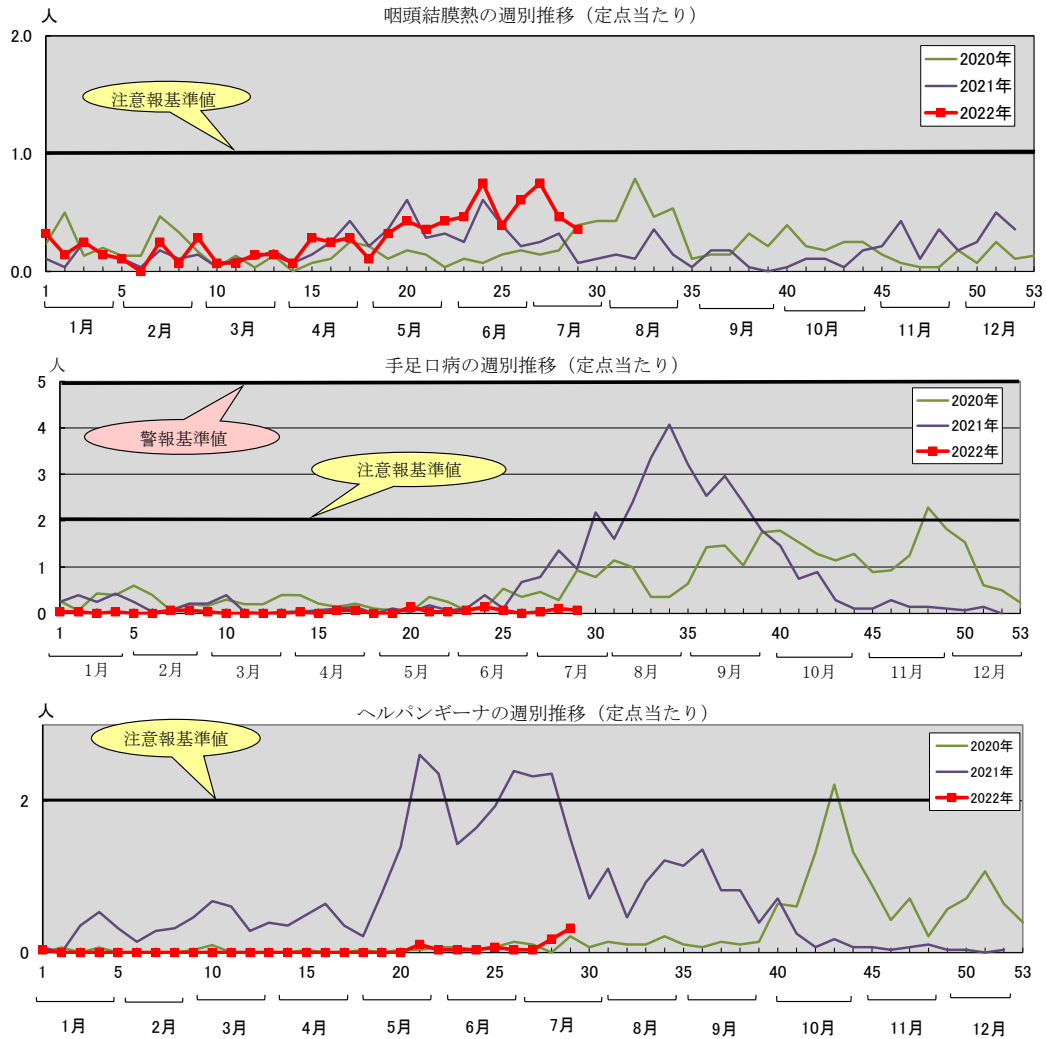 人
咽頭結膜熱の週別推移（定点当たり）
2.0
2020年
2021年
2022年
注意報基準値
1.0
0.0
1 5 10 15 20 25 30 35 40 45 50 53
1月 2月 3月 4月 5月 6月 7月 8月 9月 10月 11月 12月
人
手足口病の週別推移（定点当たり）
5
2020年
2021年
2022年
警報基準値
4
注意報基準値
3
2
1
0
1 5 10 15 20 25 30 35 40 45 50 53
1月 2月 3月 4月 5月 6月 7月 8月 9月 10月 11月 12月
人
ヘルパンギーナの週別推移（定点当たり）
注意報基準値
2020年
2021年
2022年
2
0
1 5 10 15 20 25 30 35 40 45 50 53
1月 2月 3月 4月 5月 6月 7月 8月 9月 10月 11月 12月